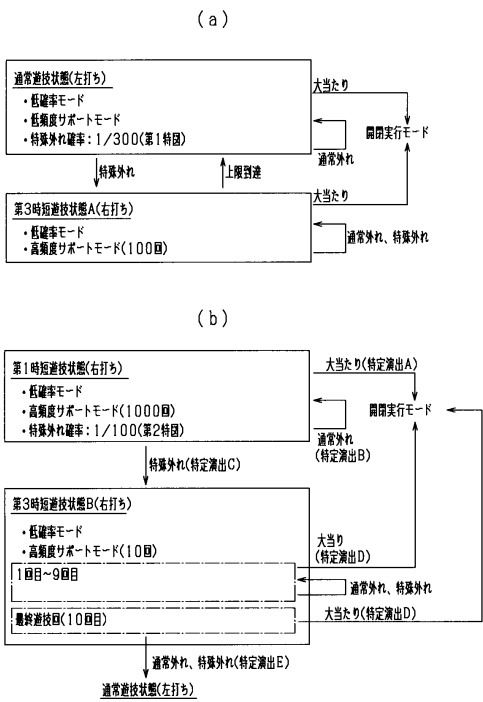 (a)
通常遊技状態(左打ち)
・低確率モード
・低頻度サポートモード
・特殊外れ確率：1/300(第1特図)
大当たり
開閉実行モード
通常外れ
特殊外れ
上限到達
第3時短遊技状態A(右打ち)
・低確率モード
・高頻度サポートモード(100回)
大当たり
通常外れ、特殊外れ
(b)
第1時短遊技状態(右打ち)
・低確率モード
・高頻度サポートモード(1000回)
・特殊外れ確率：1/100(第2特図)
大当たり(特定演出A)
開閉実行モード
通常外れ
(特定演出B)
特殊外れ(特定演出C)
第3時短遊技状態B(右打ち)
・低確率モード
・高頻度サポートモード(10回)
大当り
(特定演出D)
1回目～9回目
通常外れ、特殊外れ
最終遊技回(10回目)
大当たり(特定演出D)
通常外れ、特殊外れ(特定演出E)
通常遊技状態(左打ち)